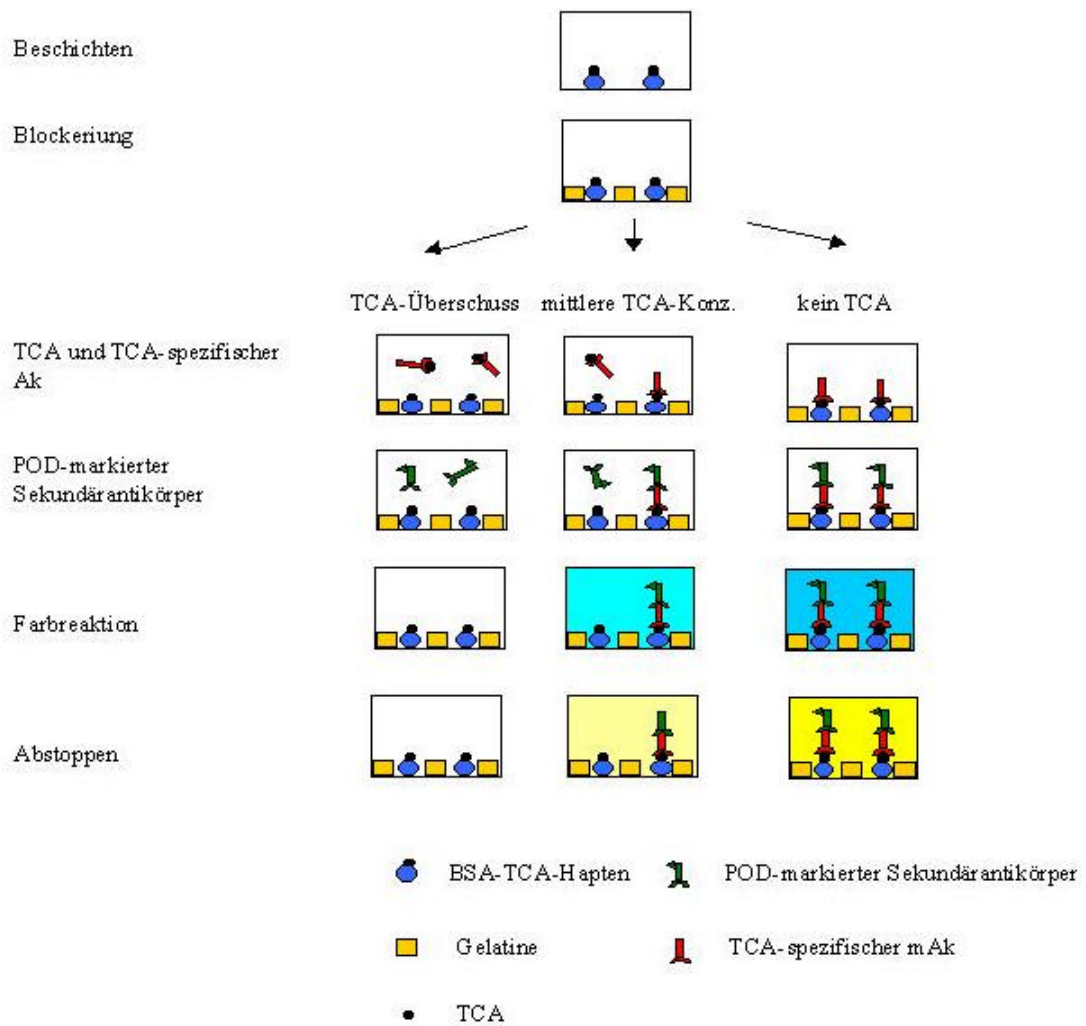 Beschichten
Blockeriung
TCA-Überschuss mittlere TCA-Konz. kein TCA
TCA und TCA-spezifischer
Ak
POD-markierter
Sekundärantikörper
Farbreaktion
Abstoppen
BSA-TCA-Hapten POD-markierter Sekundärantikörper
Gelatine TCA-spezifischer mAk
TCA